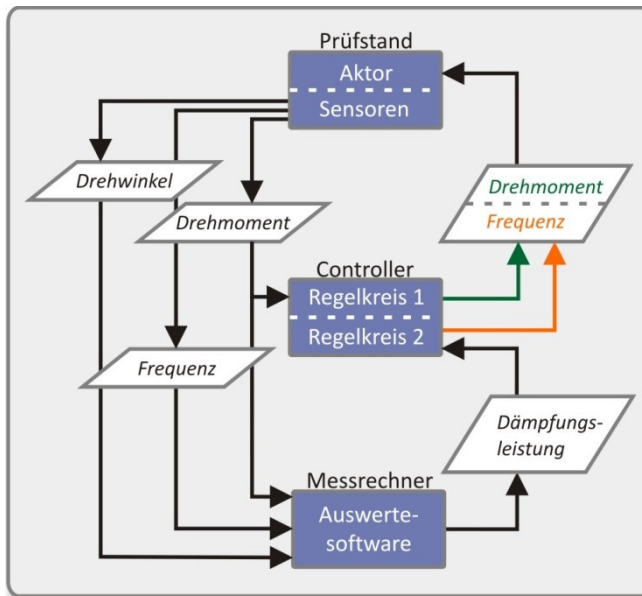 Prüfstand
Aktor
Sensoren
Drehwinkel
Drehmoment
Drehmoment
Frequenz
Controller
Regelkreis 1
Regelkreis 2
Frequenz
Dämpfungs-
leistung
Messrechner
Auswerte-
software